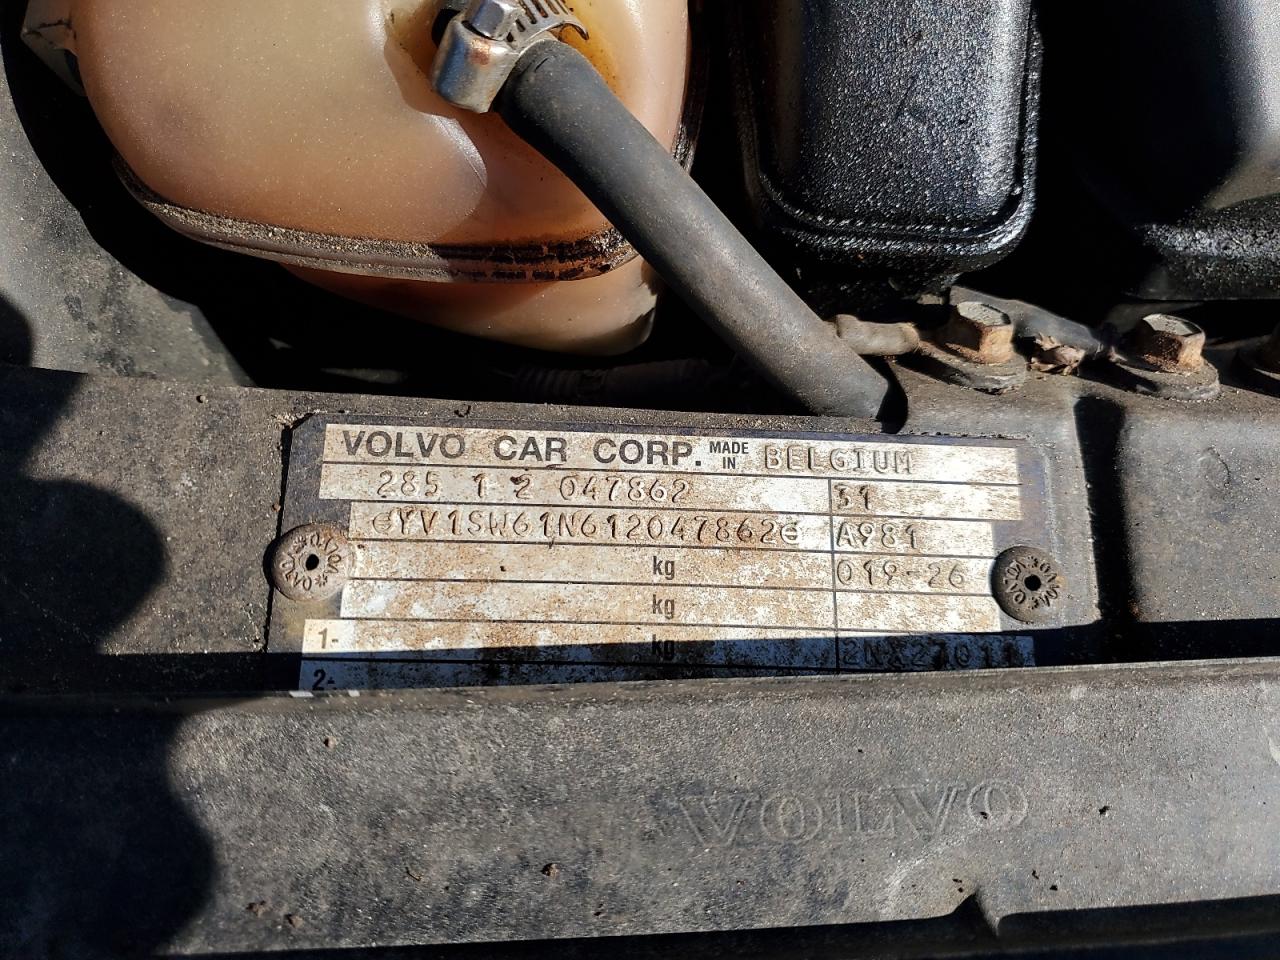 VOLVO CAR CORP. MADE IN BELGIUM
285 1 2 047862 31
YV1SW61N612047862 A981
kg 019-26
kg
1- kg 2NX27011
2-
VOLVO